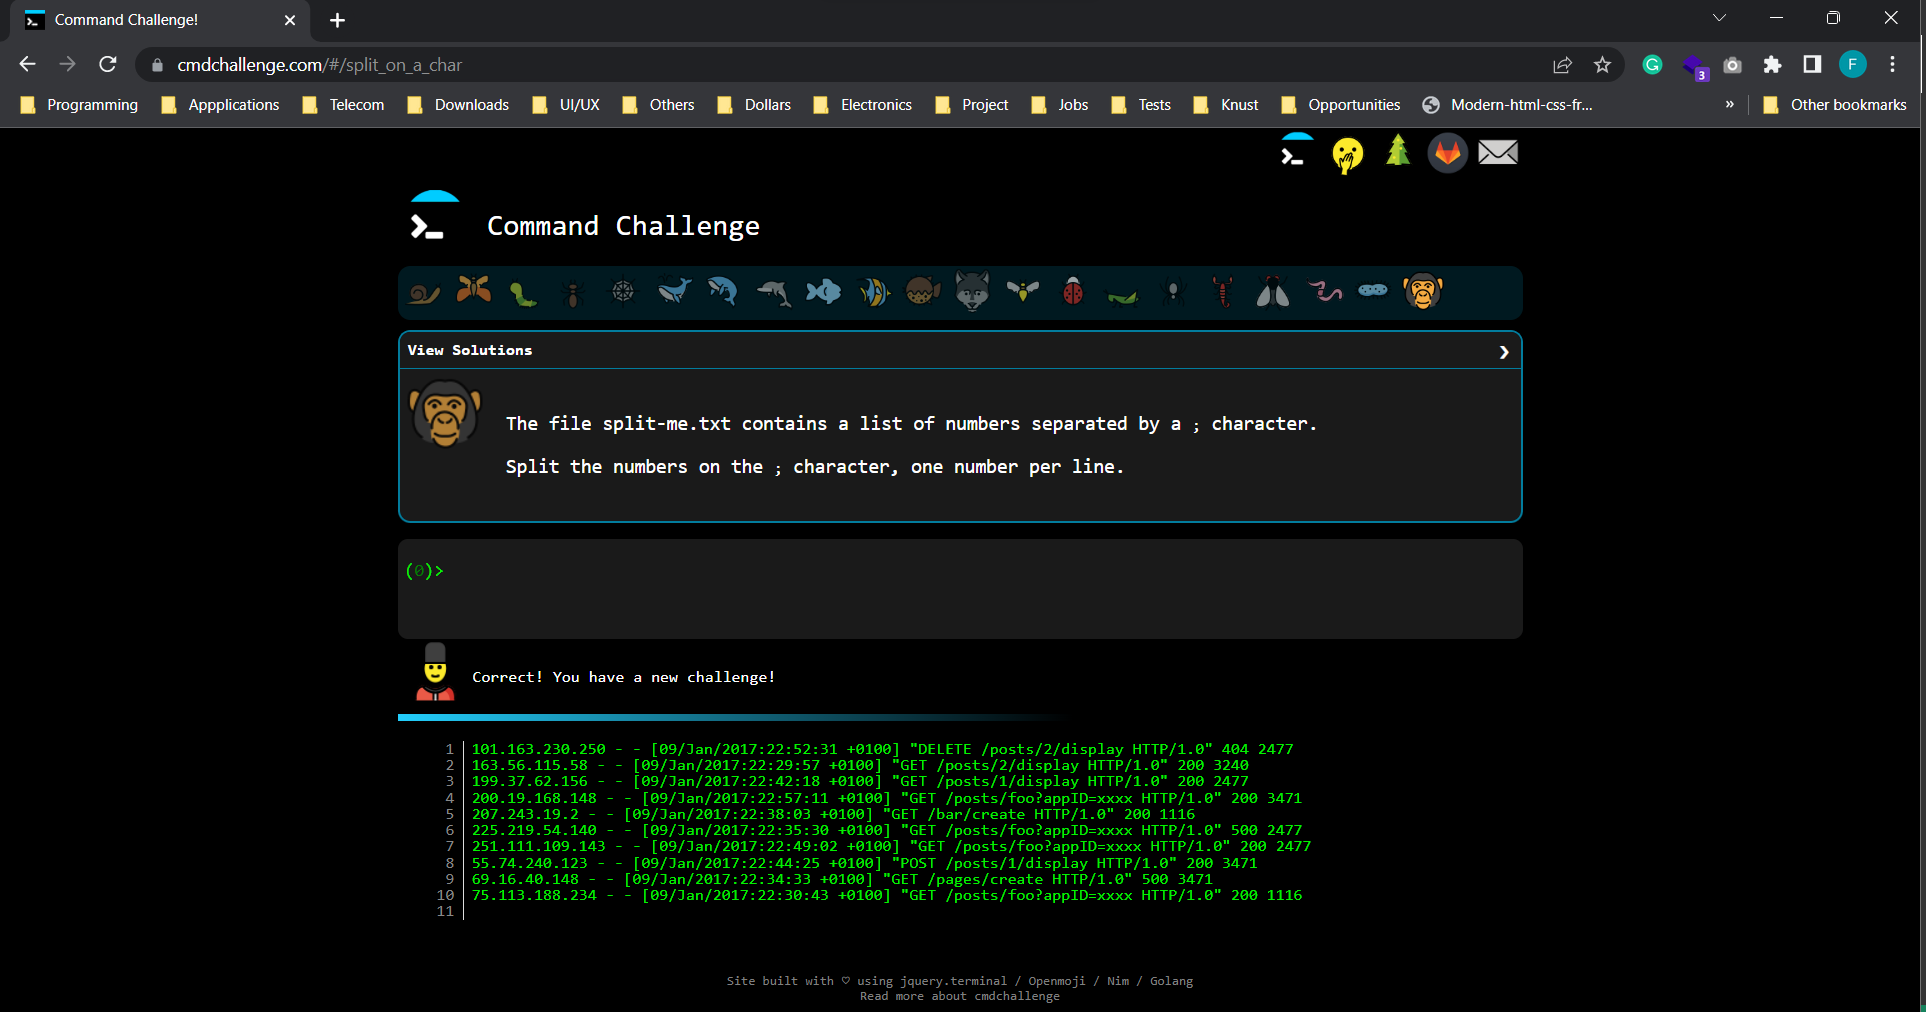 Command Challenge!
cmdchallenge.com/#/split_on_a_char
G
3
F
Programming
Appplications
Telecom
Downloads
UI/UX
Others
Dollars
Electronics
Project
Jobs
Tests
Knust
Opportunities
Modern-html-css-fr...
»
Other bookmarks
Command Challenge
View Solutions
The file split-me.txt contains a list of numbers separated by a ; character.
Split the numbers on the ; character, one number per line.
(0)>
Correct! You have a new challenge!
1 101.163.230.250 - - [09/Jan/2017:22:52:31 +0100] "DELETE /posts/2/display HTTP/1.0" 404 2477
2 163.56.115.58 - - [09/Jan/2017:22:29:57 +0100] "GET /posts/2/display HTTP/1.0" 200 3240
3 199.37.62.156 - - [09/Jan/2017:22:42:18 +0100] "GET /posts/1/display HTTP/1.0" 200 2477
4 200.19.168.148 - - [09/Jan/2017:22:57:11 +0100] "GET /posts/foo?appID=xxxx HTTP/1.0" 200 3471
5 207.243.19.2 - - [09/Jan/2017:22:38:03 +0100] "GET /bar/create HTTP/1.0" 200 1116
6 225.219.54.140 - - [09/Jan/2017:22:35:30 +0100] "GET /posts/foo?appID=xxxx HTTP/1.0" 500 2477
7 251.111.109.143 - - [09/Jan/2017:22:49:02 +0100] "GET /posts/foo?appID=xxxx HTTP/1.0" 200 2477
8 55.74.240.123 - - [09/Jan/2017:22:44:25 +0100] "POST /posts/1/display HTTP/1.0" 200 3471
9 69.16.40.148 - - [09/Jan/2017:22:34:33 +0100] "GET /pages/create HTTP/1.0" 500 3471
10 75.113.188.234 - - [09/Jan/2017:22:30:43 +0100] "GET /posts/foo?appID=xxxx HTTP/1.0" 200 1116
11
Site built with ♡ using jquery.terminal / Openmoji / Nim / Golang
Read more about cmdchallenge